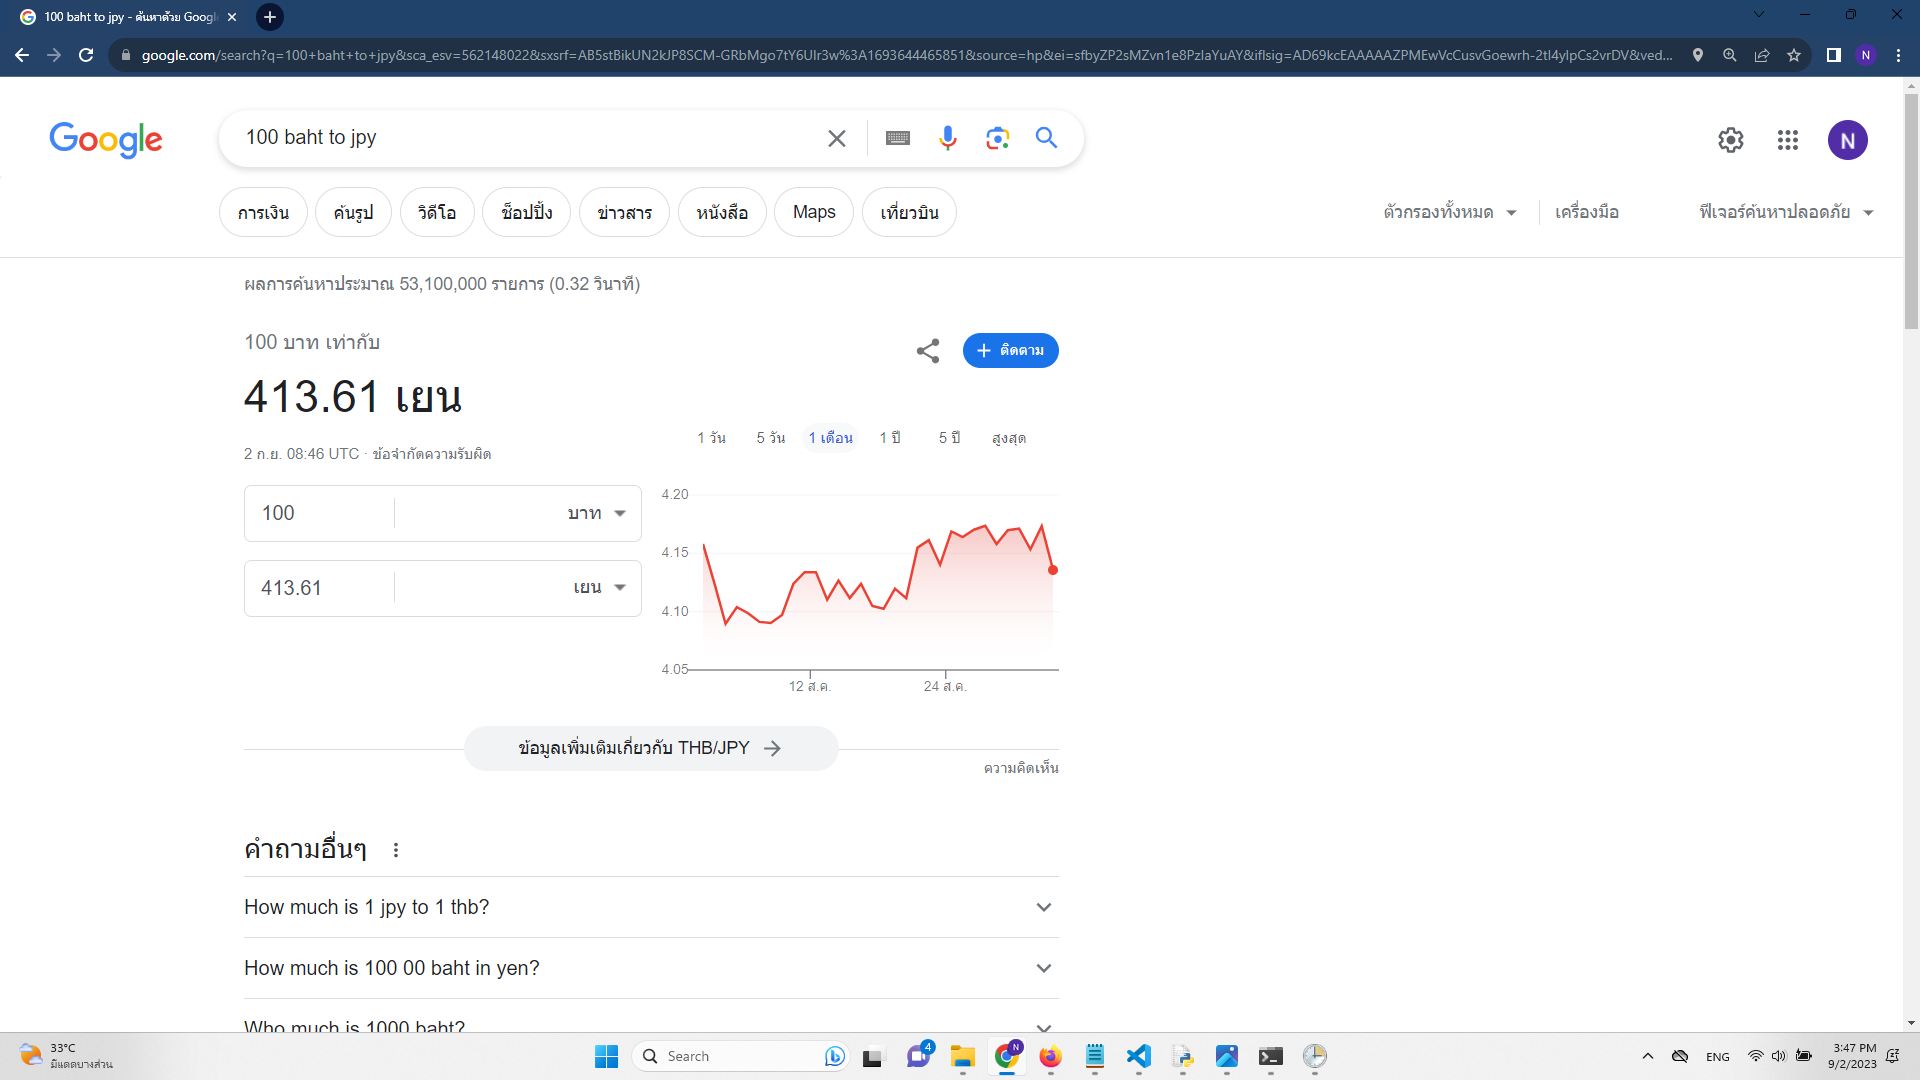 100 baht to jpy - ค้นหาด้วย Googl
google.com/search?q=100+baht+to+jpy&sca_esv=562148022&sxsrf=AB5stBikUN2kJP8SCM-GRbMgo7tY6UIr3w%3A1693644465851&source=hp&ei=sfbyZP2sMZvn1e8PzIaYuAY&iflsig=AD69kcEAAAAAZPMEwVcCusvGoewrh-2tI4ylpCs2vrDV&ved...
N
Google
100 baht to jpy
N
การเงิน
ค้นรูป
วิดีโอ
ช็อปปิ้ง
ข่าวสาร
หนังสือ
Maps
เที่ยวบิน
ตัวกรองทั้งหมด
เครื่องมือ
ฟีเจอร์ค้นหาปลอดภัย
ผลการค้นหาประมาณ 53,100,000 รายการ (0.32 วินาที)
100 บาท เท่ากับ
ติดตาม
413.61 เยน
2 ก.ย. 08:46 UTC · ข้อจำกัดความรับผิด
1 วัน
5 วัน
1 เดือน
1 ปี
5 ปี
สูงสุด
100
บาท
413.61
เยน
4.20
4.15
4.10
4.05
12 ส.ค.
24 ส.ค.
ข้อมูลเพิ่มเติมเกี่ยวกับ THB/JPY
ความคิดเห็น
คำถามอื่นๆ
How much is 1 jpy to 1 thb?
How much is 100 00 baht in yen?
Who much is 1000 baht?
33°C
มีแดดบางส่วน
Search
4
N
ENG
3:47 PM
9/2/2023